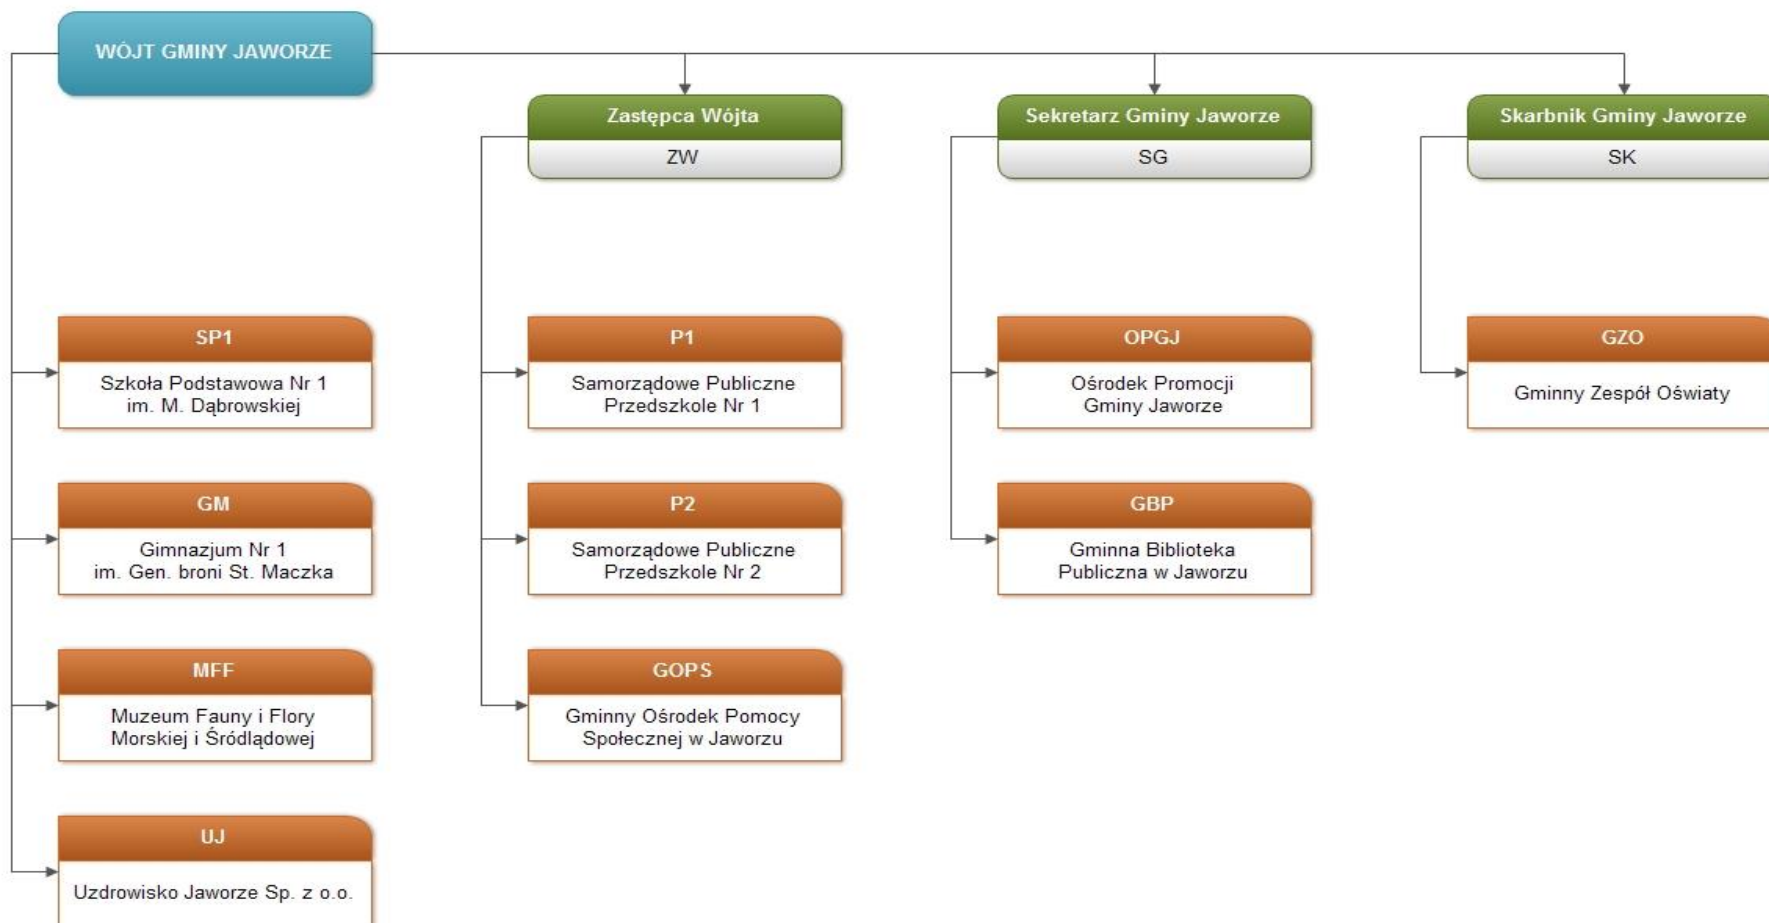 WÓJT GMINY JAWORZE
Zastępca Wójta
ZW
Sekretarz Gminy Jaworze
SG
Skarbnik Gminy Jaworze
SK
SP1
Szkoła Podstawowa Nr 1
im. M. Dąbrowskiej
P1
Samorządowe Publiczne
Przedszkole Nr 1
OPGJ
Ośrodek Promocji
Gminy Jaworze
GZO
Gminny Zespół Oświaty
GM
Gimnazjum Nr 1
im. Gen. broni St. Maczka
P2
Samorządowe Publiczne
Przedszkole Nr 2
GBP
Gminna Biblioteka
Publiczna w Jaworzu
MFF
Muzeum Fauny i Flory
Morskiej i Śródlądowej
GOPS
Gminny Ośrodek Pomocy
Społecznej w Jaworzu
UJ
Uzdrowisko Jaworze Sp. z o.o.